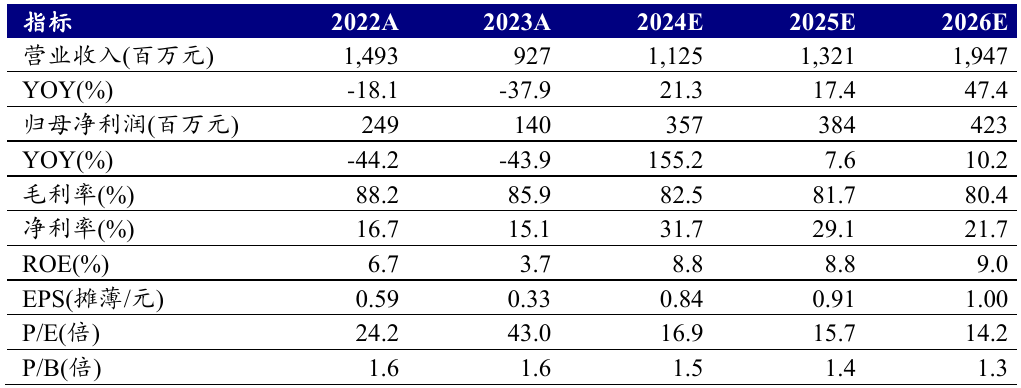 指标 2022A 2023A 2024E 2025E 2026E
营业收入(百万元) 1,493 927 1,125 1,321 1,947
YOY(%) -18.1 -37.9 21.3 17.4 47.4
归母净利润(百万元) 249 140 357 384 423
YOY(%) -44.2 -43.9 155.2 7.6 10.2
毛利率(%) 88.2 85.9 82.5 81.7 80.4
净利率(%) 16.7 15.1 31.7 29.1 21.7
ROE(%) 6.7 3.7 8.8 8.8 9.0
EPS(摊薄/元) 0.59 0.33 0.84 0.91 1.00
P/E(倍) 24.2 43.0 16.9 15.7 14.2
P/B(倍) 1.6 1.6 1.5 1.4 1.3